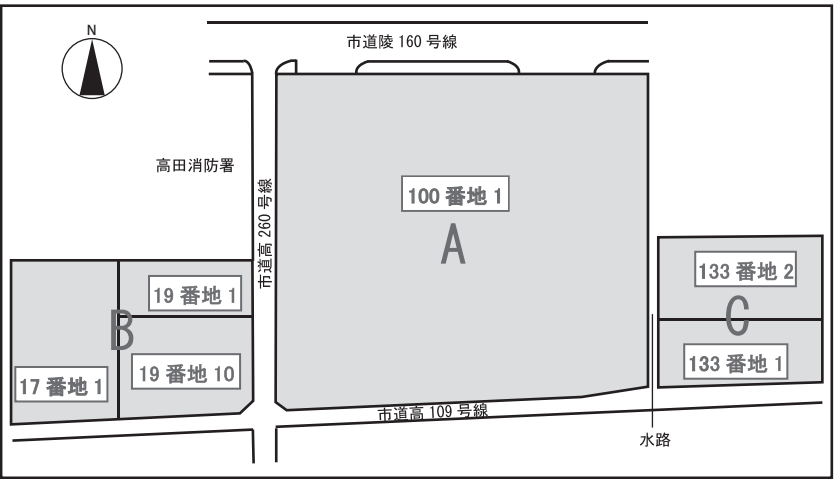 N
市道陵 160 号線
高田消防署
市道高 260 号線
100 番地 1
A
133 番地 2
C
133 番地 1
19 番地 1
B
19 番地 10
17 番地 1
市道高 109 号線
水路